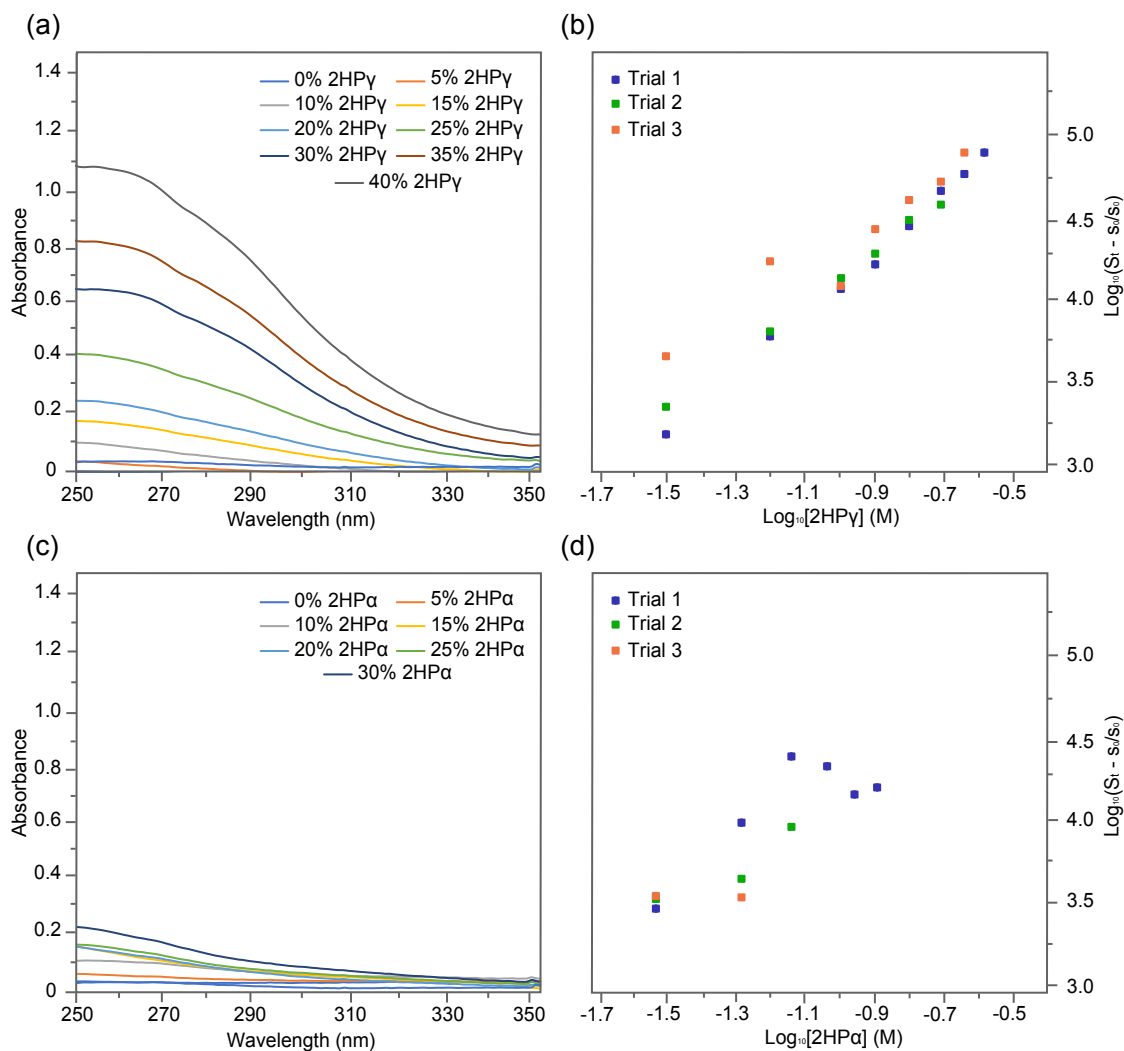 (a)
1.4
1.2
1.0
0.8
0.6
0.4
0.2
0
Absorbance
0% 2HPγ
5% 2HPγ
10% 2HPγ
15% 2HPγ
20% 2HPγ
25% 2HPγ
30% 2HPγ
35% 2HPγ
40% 2HPγ
250 270 290 310 330 350
Wavelength (nm)
(b)
Trial 1
Trial 2
Trial 3
5.0
4.5
4.0
3.5
3.0
Log₁₀(St - s₀/s₀)
-1.7 -1.5 -1.3 -1.1 -0.9 -0.7 -0.5
Log₁₀[2HPγ] (M)
(c)
1.4
1.2
1.0
0.8
0.6
0.4
0.2
0
Absorbance
0% 2HPα
5% 2HPα
10% 2HPα
15% 2HPα
20% 2HPα
25% 2HPα
30% 2HPα
250 270 290 310 330 350
Wavelength (nm)
(d)
Trial 1
Trial 2
Trial 3
5.0
4.5
4.0
3.5
3.0
Log₁₀(St - s₀/s₀)
-1.7 -1.5 -1.3 -1.1 -0.9 -0.7 -0.5
Log₁₀[2HPα] (M)